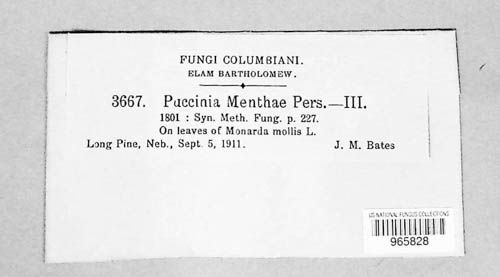 FUNGI COLUMBIANI.
ELAM BARTHOLOMEW.
3667. Puccinia Menthae Pers.—III.
1801 : Syn. Meth. Fung. p. 227.
On leaves of Monarda mollis L.
Long Pine, Neb., Sept. 5, 1911. J. M. Bates
US NATIONAL FUNGUS COLLECTIONS
965828